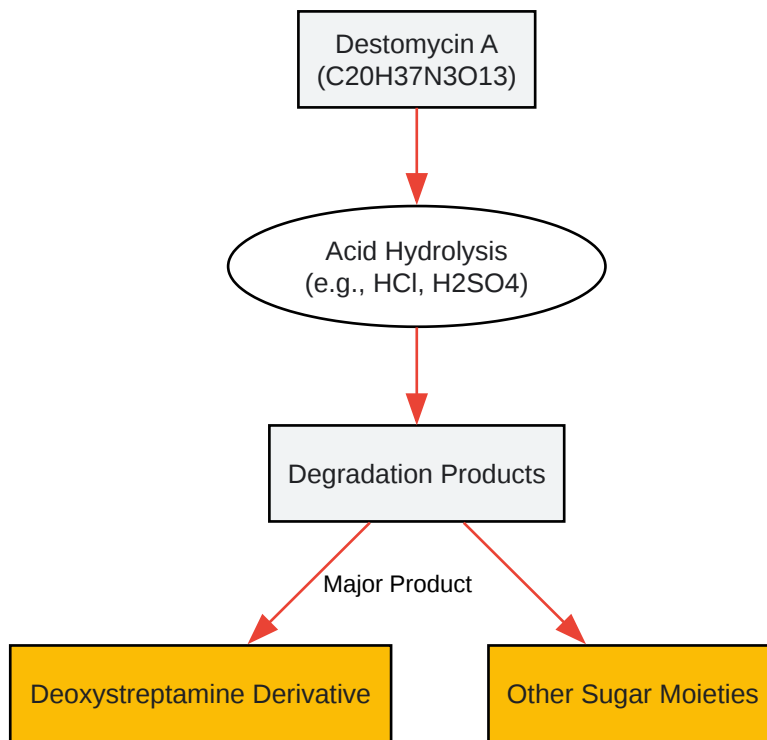 Destomycin A
(C20H37N3O13)
Acid Hydrolysis
(e.g., HCl, H2SO4)
Degradation Products
Major Product
Deoxystreptamine Derivative
Other Sugar Moieties